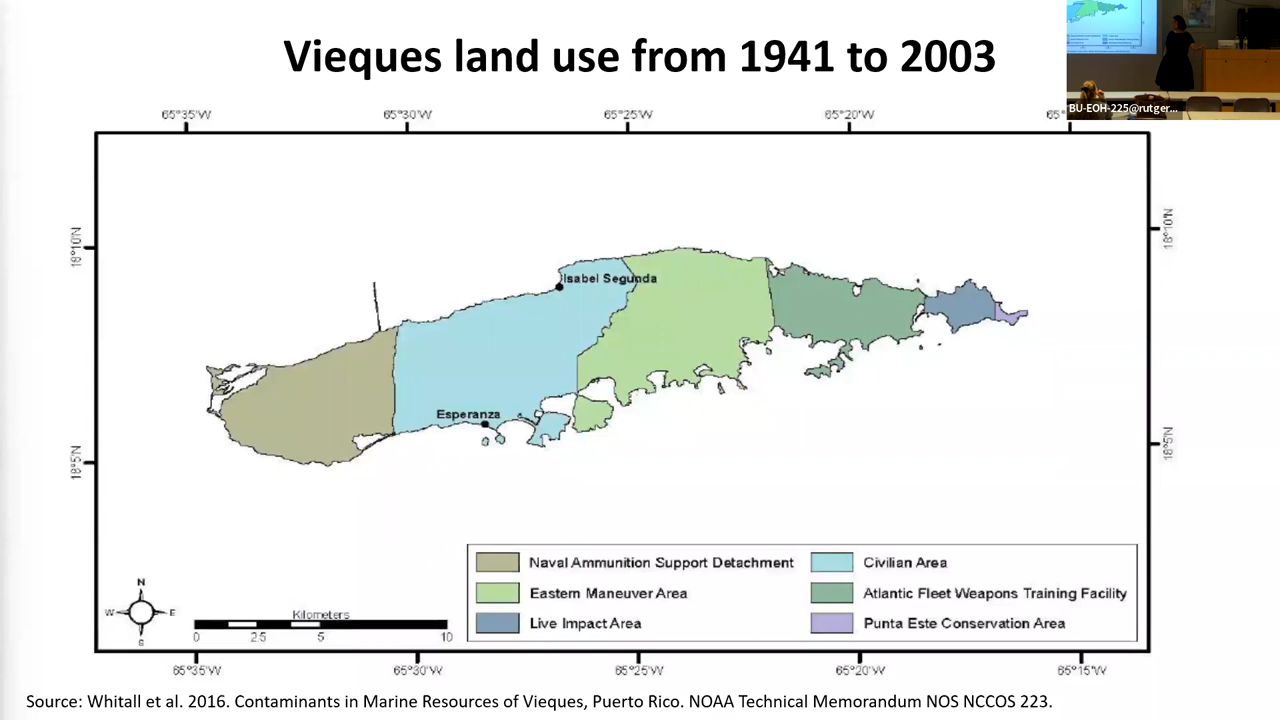 Vieques land use from 1941 to 2003
BU-EOH-225@rutger...
65°35'W 65°30'W 65°25'W 65°20'W 65°
18°10'N 18°10'N
Isabel Segunda
Esperanza
18°5'N 18°5'N
Naval Ammunition Support Detachment Civilian Area
Eastern Maneuver Area Atlantic Fleet Weapons Training Facility
Live Impact Area Punta Este Conservation Area
N
W E
S
Kilometers
0 2.5 5 10
65°35'W 65°30'W 65°25'W 65°20'W 65°15'W
Source: Whitall et al. 2016. Contaminants in Marine Resources of Vieques, Puerto Rico. NOAA Technical Memorandum NOS NCCOS 223.